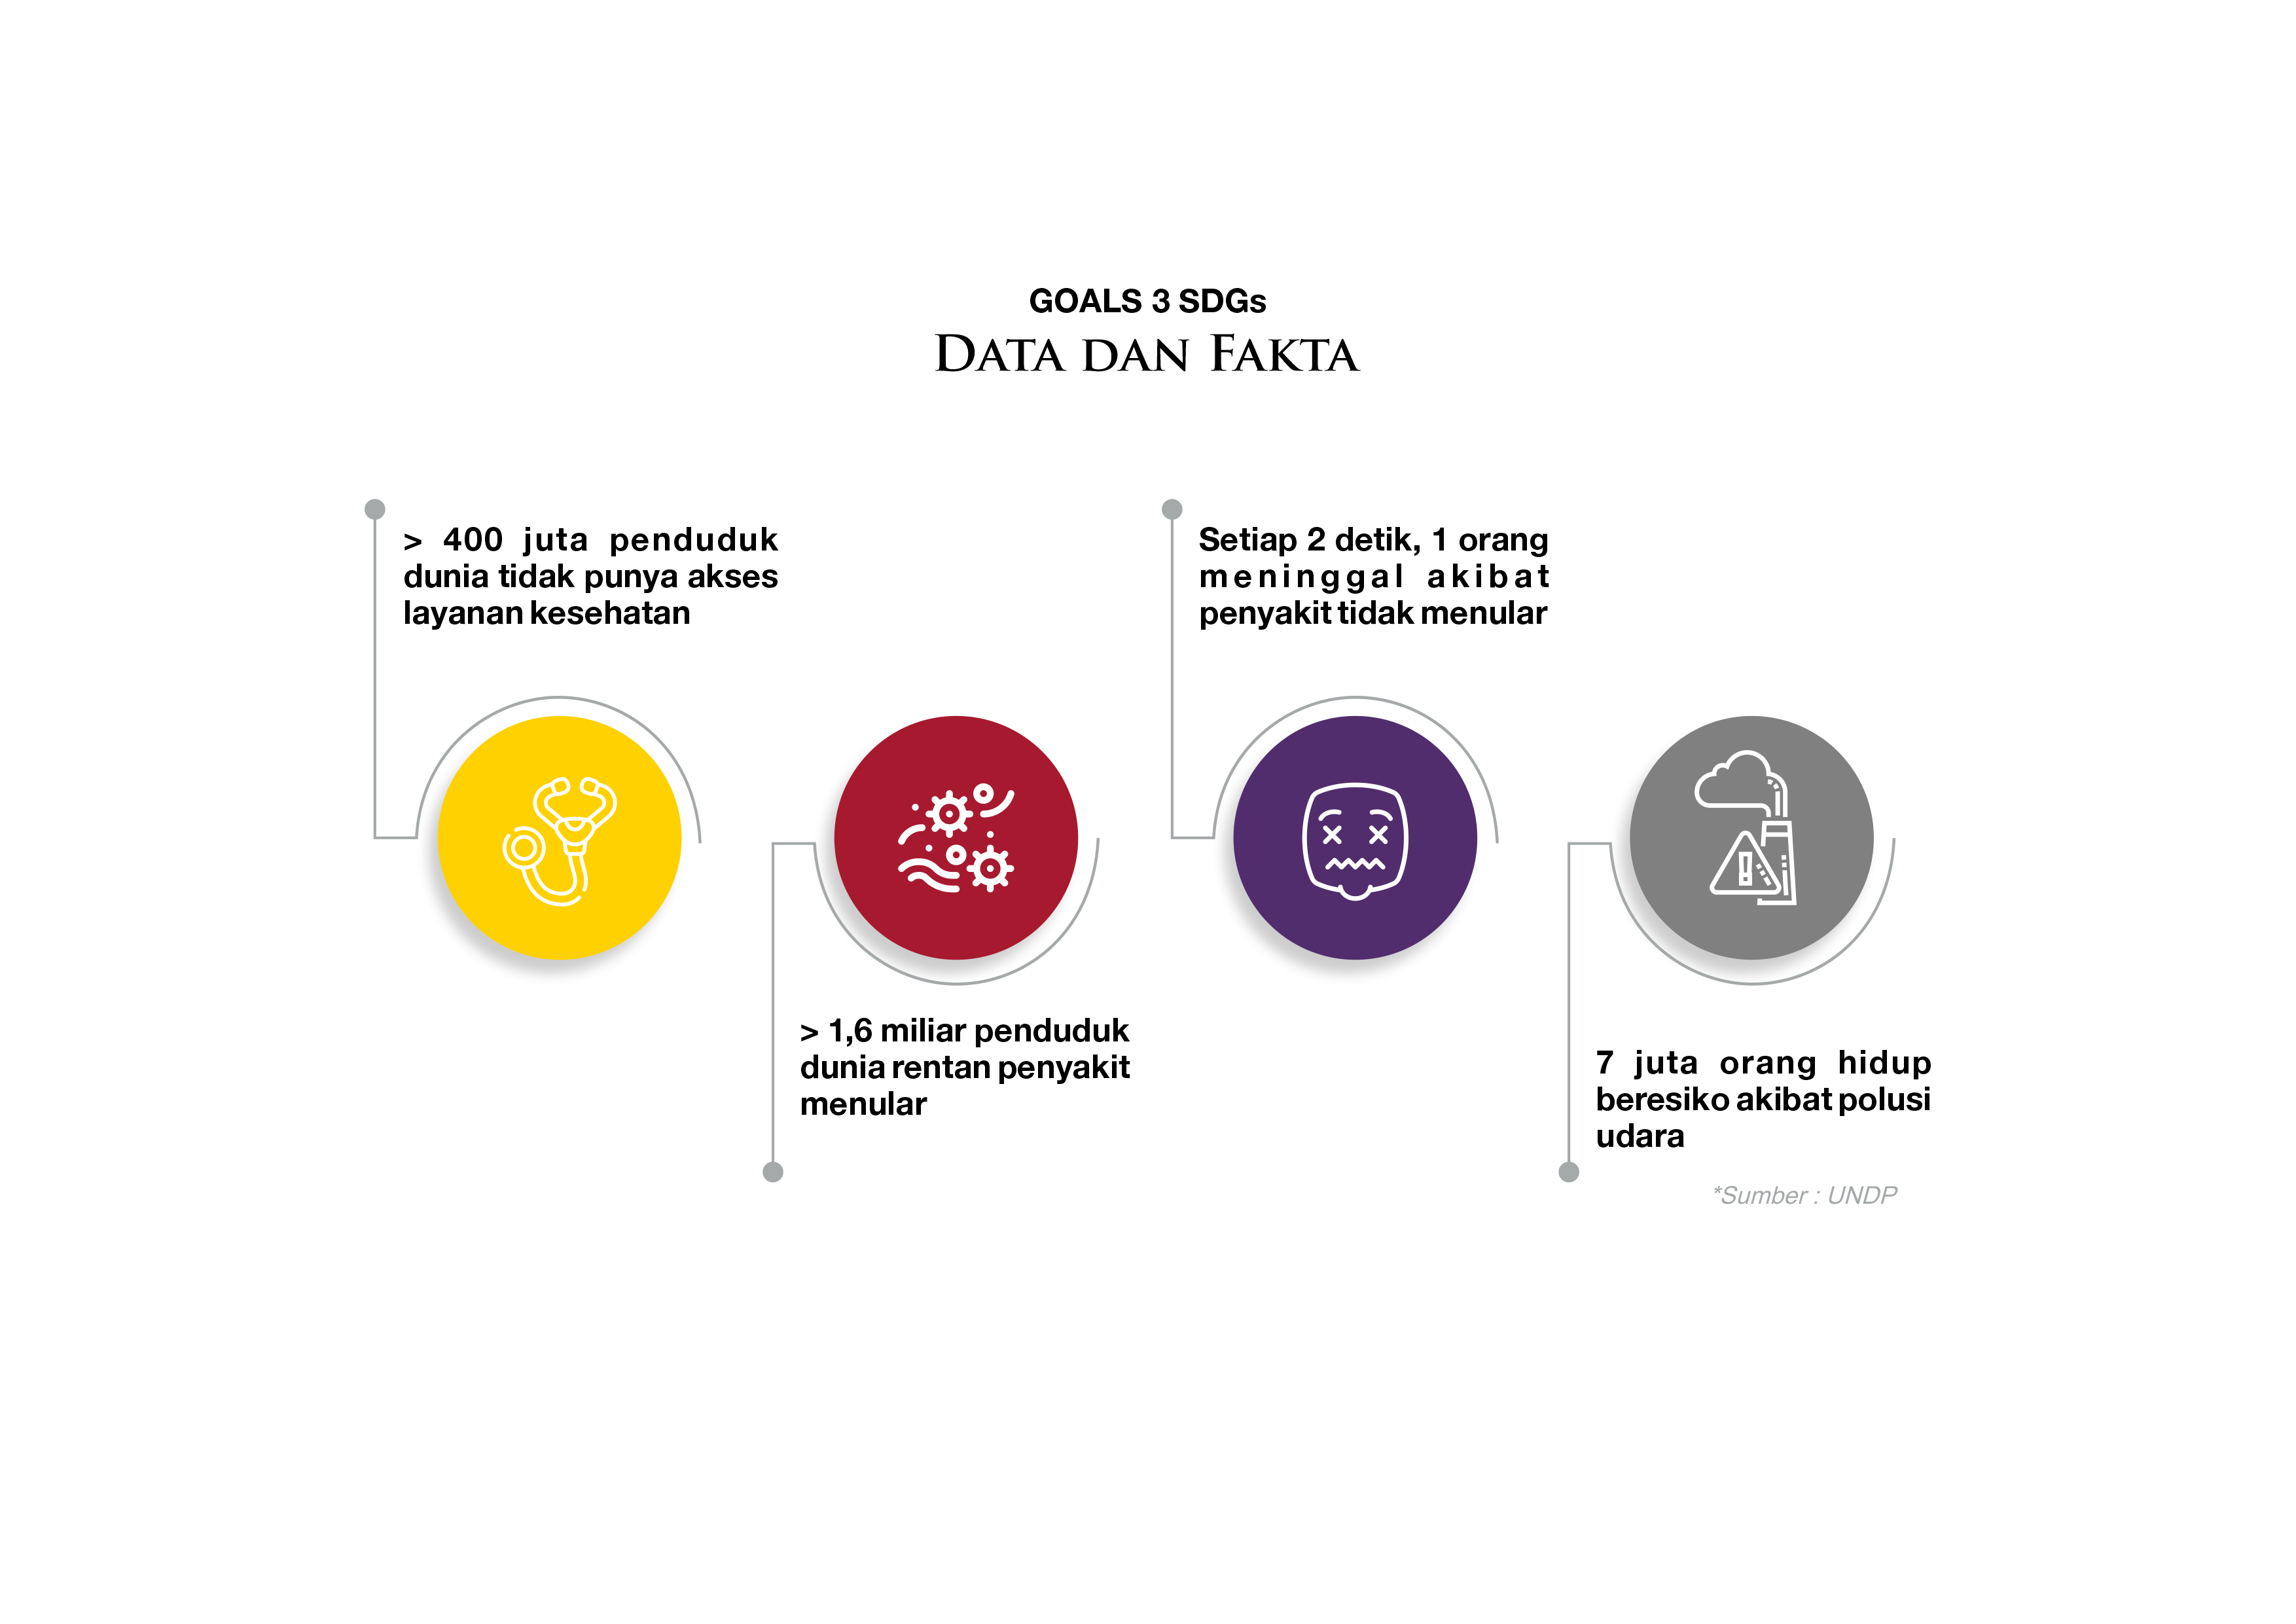 GOALS 3 SDGs
DATA DAN FAKTA
> 400 juta penduduk
dunia tidak punya akses
layanan kesehatan
> 1,6 miliar penduduk
dunia rentan penyakit
menular
Setiap 2 detik, 1 orang
meninggal akibat
penyakit tidak menular
7 juta orang hidup
beresiko akibat polusi
udara
*Sumber : UNDP